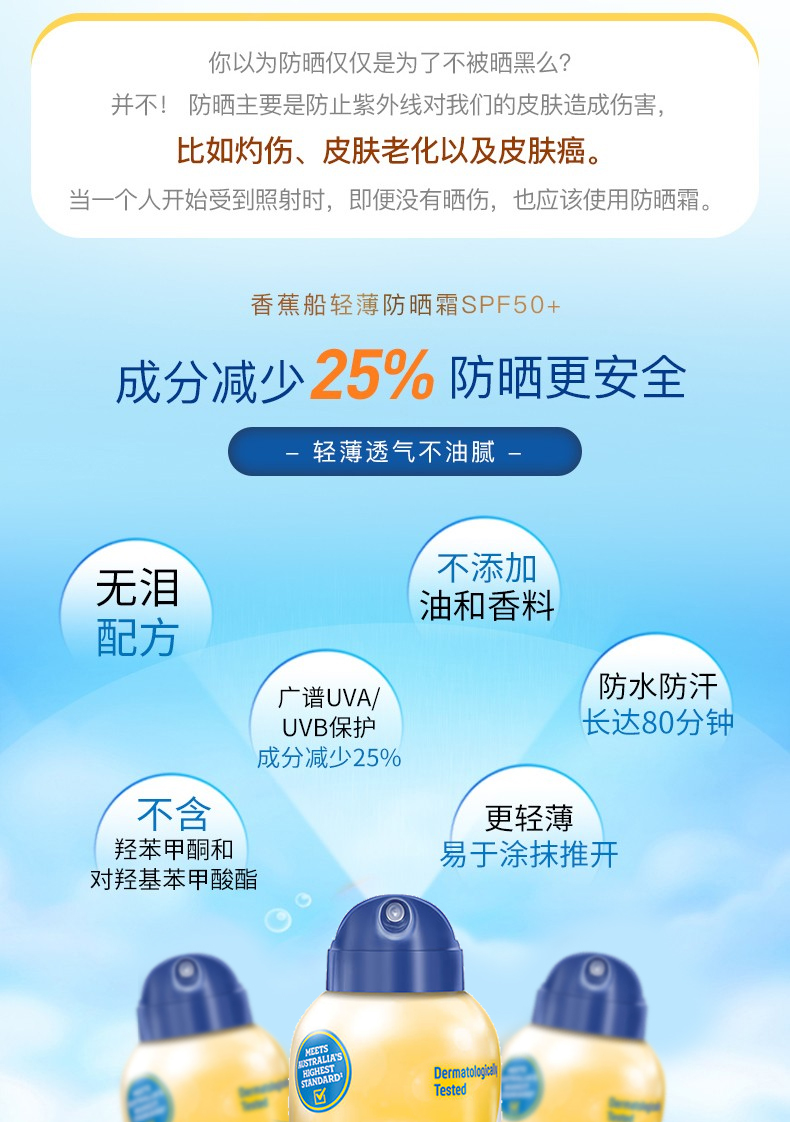 你以为防晒仅仅是为了不被晒黑么?
并不! 防晒主要是防止紫外线对我们的皮肤造成伤害,
比如灼伤、皮肤老化以及皮肤癌。
当一个人开始受到照射时，即便没有晒伤，也应该使用防晒霜。
香蕉船轻薄防晒霜SPF50+
成分减少25% 防晒更安全
– 轻薄透气不油腻 –
无泪
配方
不添加
油和香料
广谱UVA/
UVB保护
成分减少25%
防水防汗
长达80分钟
不含
羟苯甲酮和
对羟基苯甲酸酯
更轻薄
易于涂抹推开
MEETS
AUSTRALIA'S
HIGHEST
STANDARD
Dermatologically
Tested
Tested